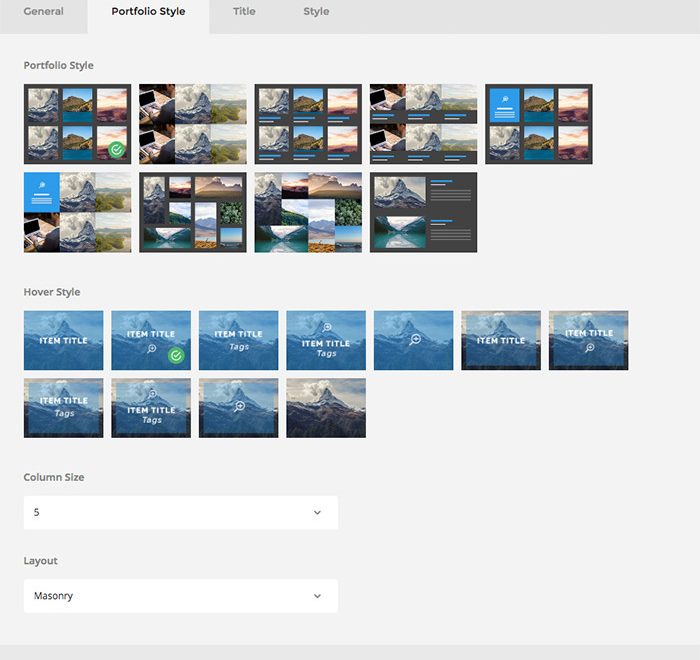 General Portfolio Style Title Style
Portfolio Style
Hover Style
ITEM TITLE
ITEM TITLE
ITEM TITLE
Tags
ITEM TITLE
Tags
ITEM TITLE
ITEM TITLE
ITEM TITLE
Tags
ITEM TITLE
Tags
Column Size
5
Layout
Masonry